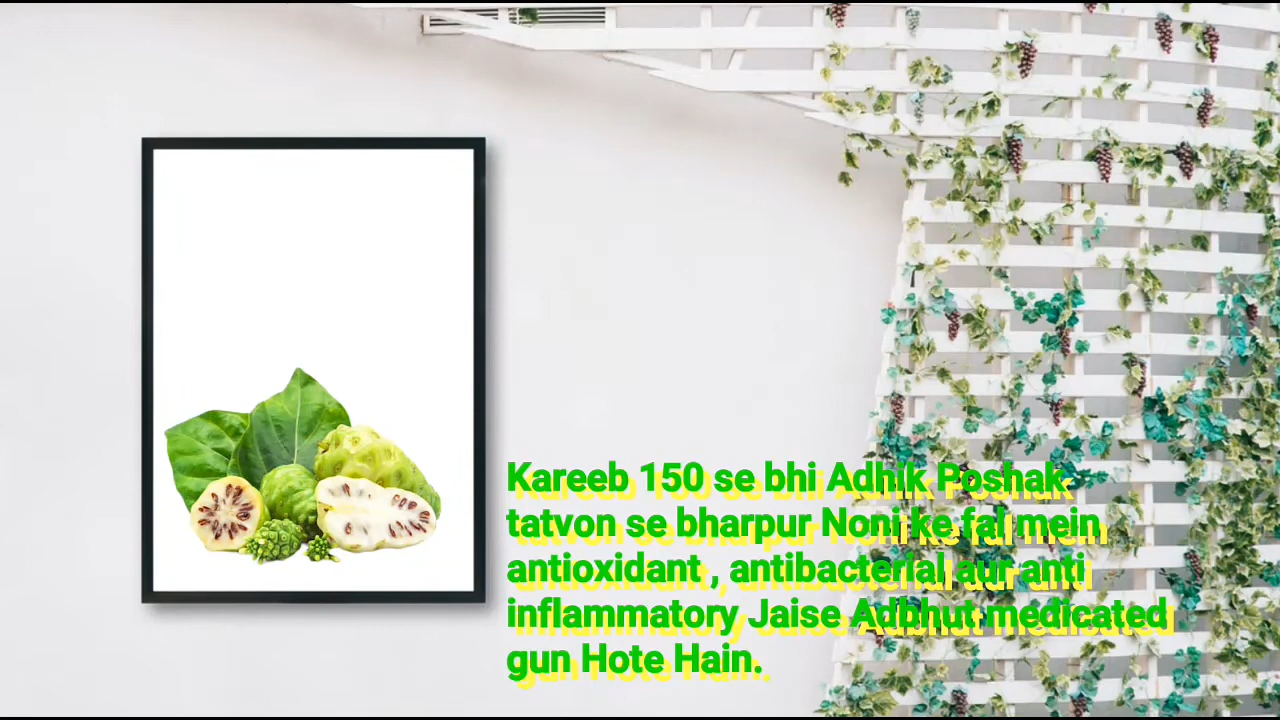 Kareeb 150 se bhi Adhik Poshak
tatvon se bharpur Noni ke fal mein
antioxidant , antibacterial aur anti
inflammatory Jaise Adbhut medicated
gun Hote Hain.